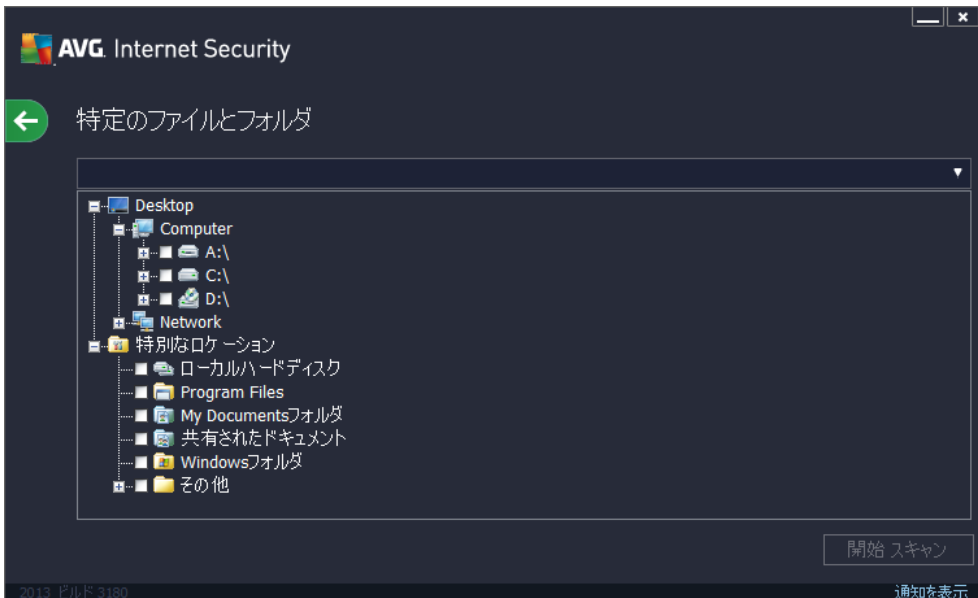 AVG. Internet Security
特定のファイルとフォルダ
Desktop
Computer
A:\
C:\
D:\
Network
特別なロケーション
ローカルハードディスク
Program Files
My Documentsフォルダ
共有されたドキュメント
Windowsフォルダ
その他
開始 スキャン
2013 ビルド 3180
通知を表示